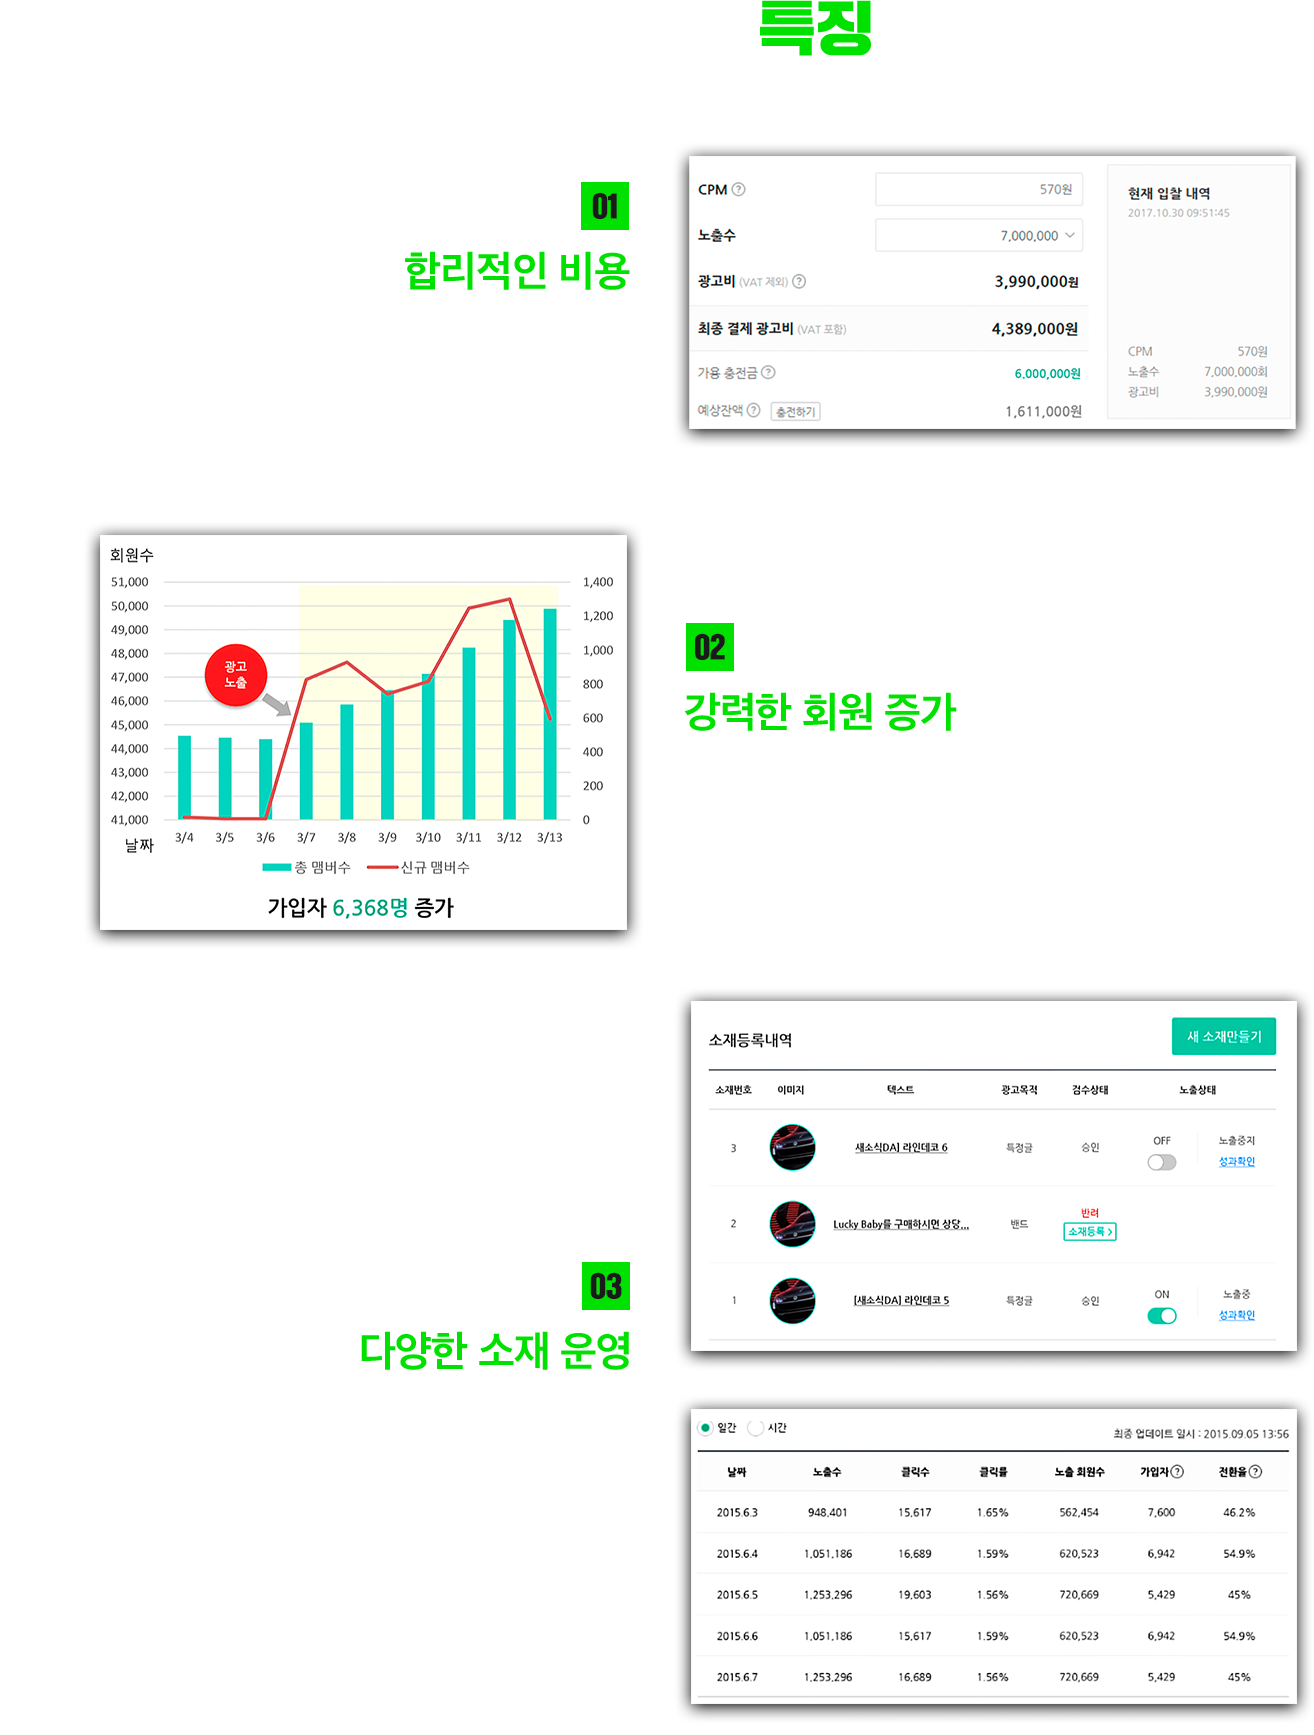 특징
01
합리적인 비용
CPM ? 570원
노출수 7,000,000
광고비 (VAT 제외) ? 3,990,000원
최종 결제 광고비 (VAT 포함) 4,389,000원
가용 충전금 ? 6,000,000원
예상잔액 ? 충전하기 1,611,000원
현재 입찰 내역
2017.10.30 09:51:45
CPM 570원
노출수 7,000,000회
광고비 3,990,000원
회원수
51,000 1,400
50,000 1,200
49,000
48,000 1,000
47,000 800
46,000
45,000 600
44,000 400
43,000
42,000 200
41,000 0
광고
노출
날짜 3/4 3/5 3/6 3/7 3/8 3/9 3/10 3/11 3/12 3/13
총 맴버수 신규 맴버수
가입자 6,368명 증가
02
강력한 회원 증가
03
다양한 소재 운영
소재등록내역 새 소재만들기
소재번호 이미지 텍스트 광고목적 검수상태 노출상태
3 새소식DA] 라인데코 6 특정글 승인 OFF 노출중지
성과확인
2 Lucky Baby를 구매하시면 상당... 밴드 반려
소재등록 >
1 [새소식DA] 라인데코 5 특정글 승인 ON 노출중
성과확인
일간 시간 최종 업데이트 일시 : 2015.09.05 13:56
날짜 노출수 클릭수 클릭률 노출 회원수 가입자 ? 전환율 ?
2015.6.3 948,401 15,617 1.65% 562,454 7,600 46.2%
2015.6.4 1,051,186 16,689 1.59% 620,523 6,942 54.9%
2015.6.5 1,253,296 19,603 1.56% 720,669 5,429 45%
2015.6.6 1,051,186 15,617 1.59% 620,523 6,942 54.9%
2015.6.7 1,253,296 16,689 1.56% 720,669 5,429 45%